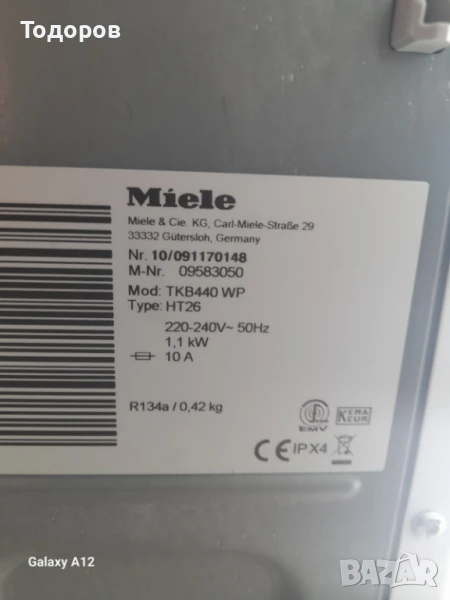 Тодоров
Miele
Miele & Cie. KG, Carl-Miele-Straße 29
33332 Gütersloh, Germany
Nr. 10/091170148
M-Nr. 09583050
Mod: TKB440 WP
Type: HT26
220-240V~ 50Hz
1,1 kW
10 A
R134a / 0,42 kg
EMV
KEMA
KEUR
CE IPX4
Galaxy A12
BAZAR